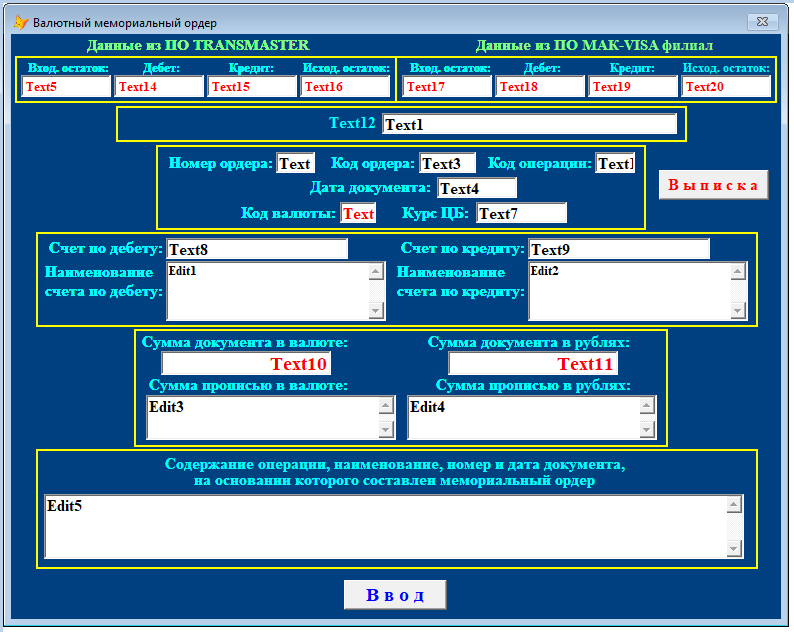 Валютный мемориальный ордер
Данные из ПО TRANSMASTER Данные из ПО МАК-VISA филиал
Вход. остаток: Дебет: Кредит: Исход. остаток: Вход. остаток: Дебет: Кредит: Исход. остаток:
Text5 Text14 Text15 Text16 Text17 Text18 Text19 Text20
Text12 Text1
Номер ордера: Text Код ордера: Text3 Код операции: Text1
Дата документа: Text4
Выписка
Код валюты: Text Курс ЦБ: Text7
Счет по дебету: Text8 Счет по кредиту: Text9
Наименование счета по дебету: Edit1 Наименование счета по кредиту: Edit2
Сумма документа в валюте: Сумма документа в рублях:
Text10 Text11
Сумма прописью в валюте: Сумма прописью в рублях:
Edit3 Edit4
Содержание операции, наименование, номер и дата документа,
на основании которого составлен мемориальный ордер
Edit5
Ввод